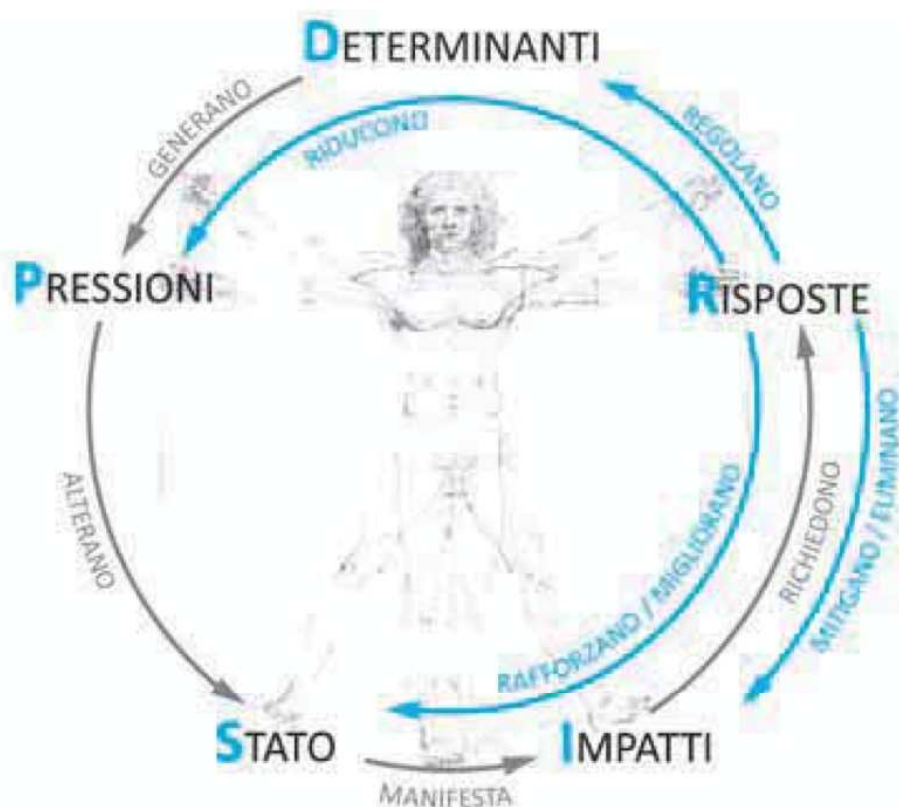 DETERMINANTI
GENERANO
RIDUCONO
REGOLANO
PRESSIONI
RISPOSTE
ALTERANO
RAFFORZANO / MIGLIORANO
RICHIEDONO
MITIGANO / ELIMINANO
STATO
IMPATTI
MANIFESTA